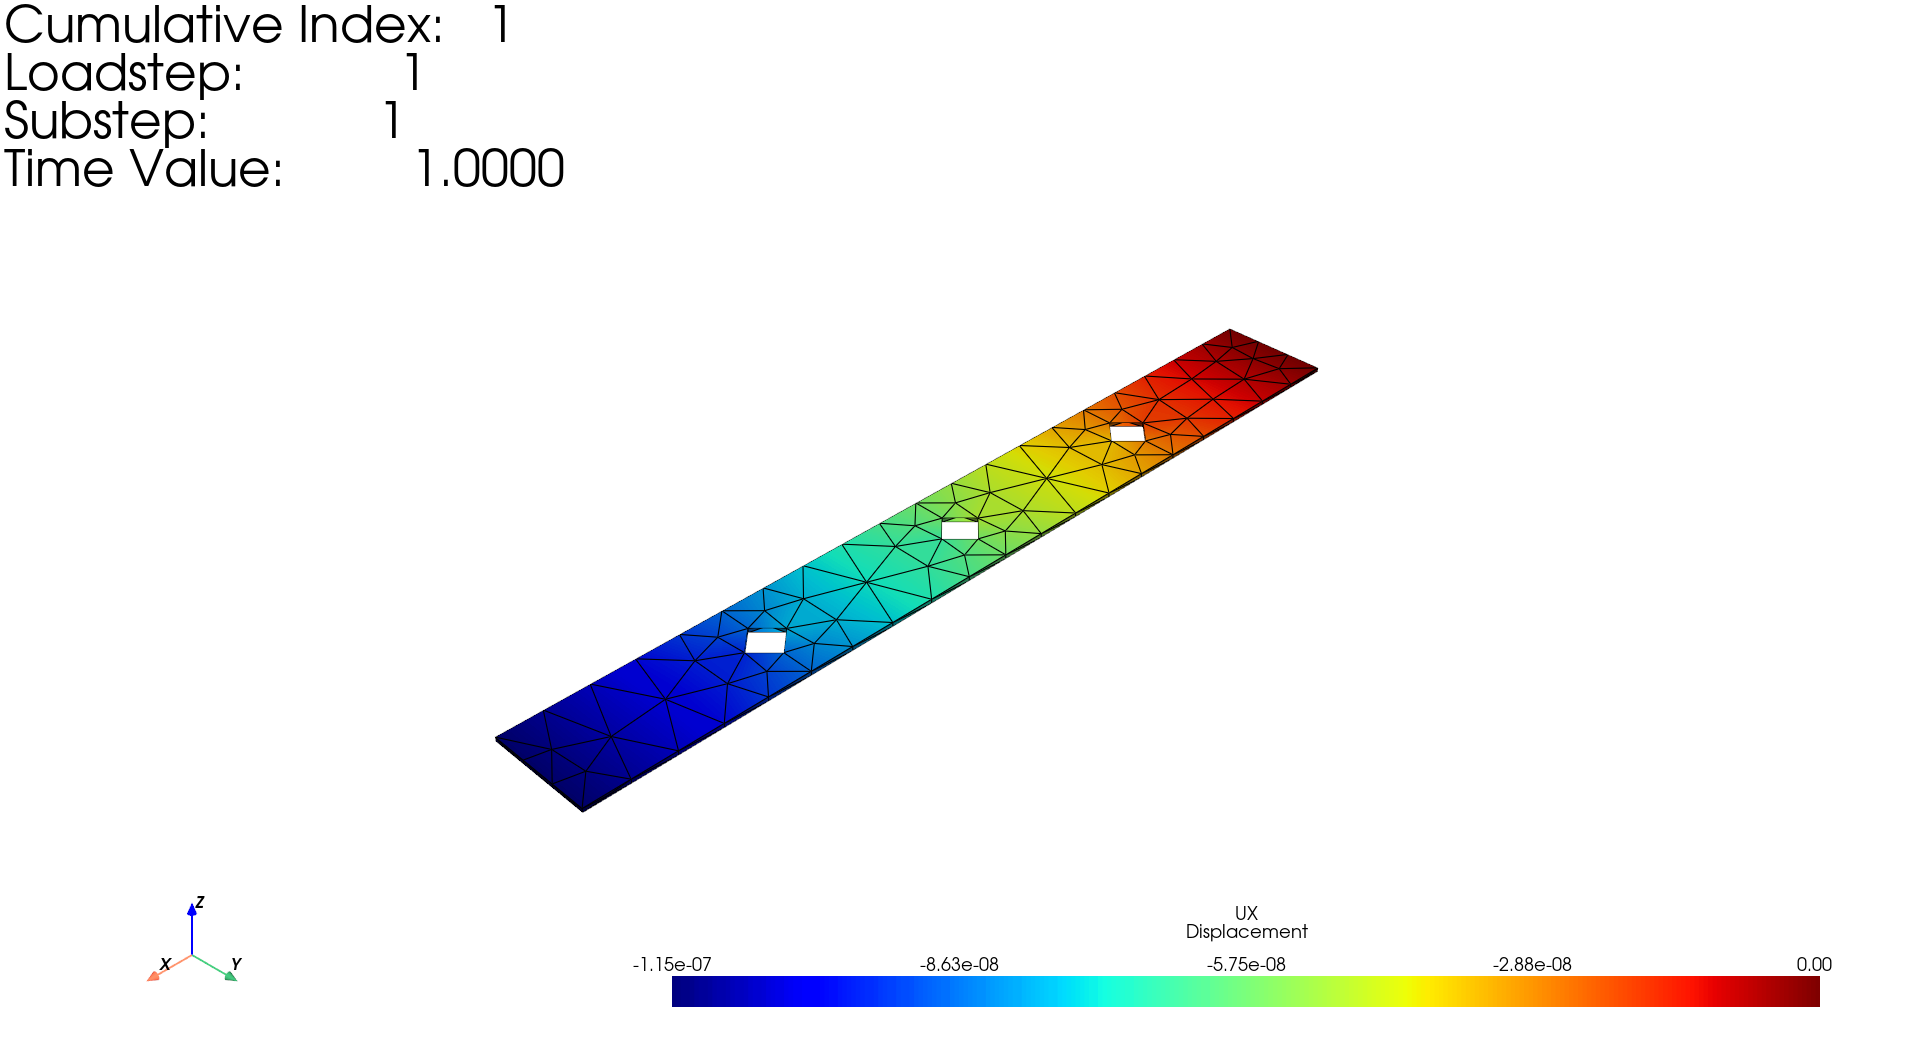 Cumulative Index: 1
Loadstep: 1
Substep: 1
Time Value: 1.0000
Z
X Y
UX
Displacement
-1.15e-07 -8.63e-08 -5.75e-08 -2.88e-08 0.00